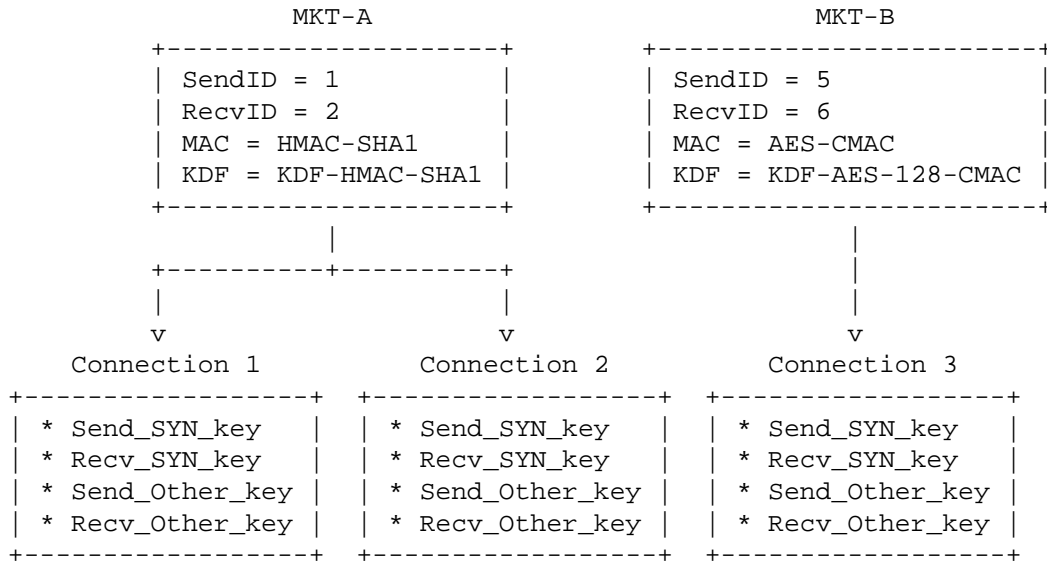 MKT-A MKT-B
SendID = 1 SendID = 5
RecvID = 2 RecvID = 6
MAC = HMAC-SHA1 MAC = AES-CMAC
KDF = KDF-HMAC-SHA1 KDF = KDF-AES-128-CMAC
Connection 1 Connection 2 Connection 3
* Send_SYN_key * Send_SYN_key * Send_SYN_key
* Recv_SYN_key * Recv_SYN_key * Recv_SYN_key
* Send_Other_key * Send_Other_key * Send_Other_key
* Recv_Other_key * Recv_Other_key * Recv_Other_key